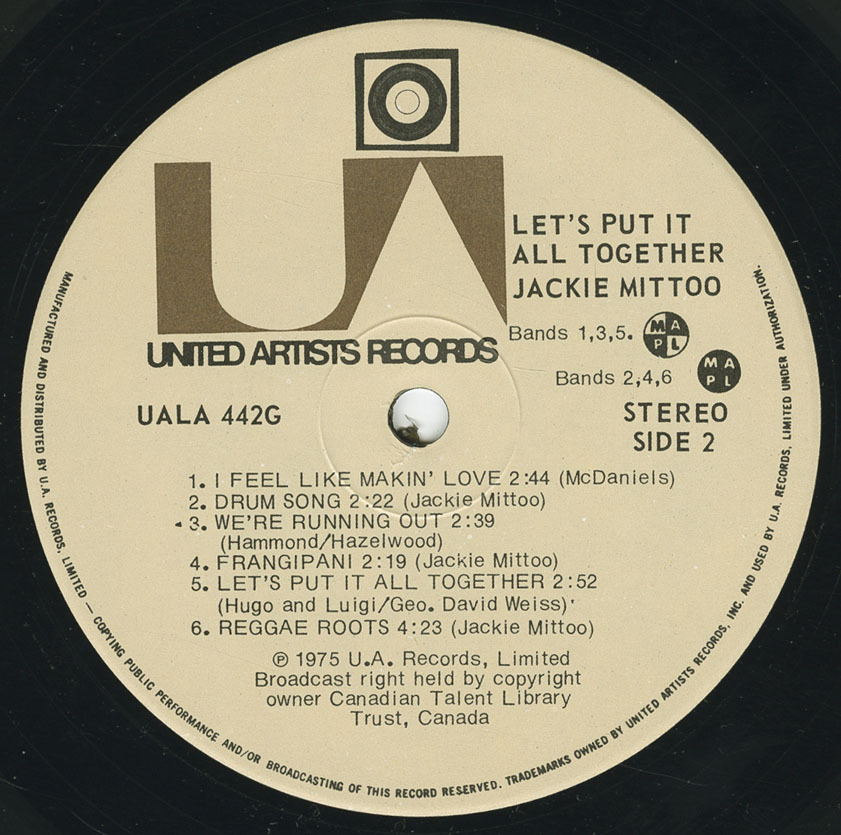 UA
UNITED ARTISTS RECORDS
LET'S PUT IT
ALL TOGETHER
JACKIE MITTOO
Bands 1,3,5. MAPL
Bands 2,4,6 MAPL
UALA 442G
STEREO
SIDE 2
1. I FEEL LIKE MAKIN' LOVE 2:44 (McDaniels)
2. DRUM SONG 2:22 (Jackie Mittoo)
3. WE'RE RUNNING OUT 2:39
(Hammond/Hazelwood)
4. FRANGIPANI 2:19 (Jackie Mittoo)
5. LET'S PUT IT ALL TOGETHER 2:52
(Hugo and Luigi/Geo. David Weiss)
6. REGGAE ROOTS 4:23 (Jackie Mittoo)
℗ 1975 U.A. Records, Limited
Broadcast right held by copyright
owner Canadian Talent Library
Trust, Canada
MANUFACTURED AND DISTRIBUTED BY U.A. RECORDS, LIMITED — COPYING PUBLIC PERFORMANCE AND/OR BROADCASTING OF THIS RECORD RESERVED. TRADEMARKS OWNED BY UNITED ARTISTS RECORDS, INC. AND USED BY U.A. RECORDS, LIMITED UNDER AUTHORIZATION.